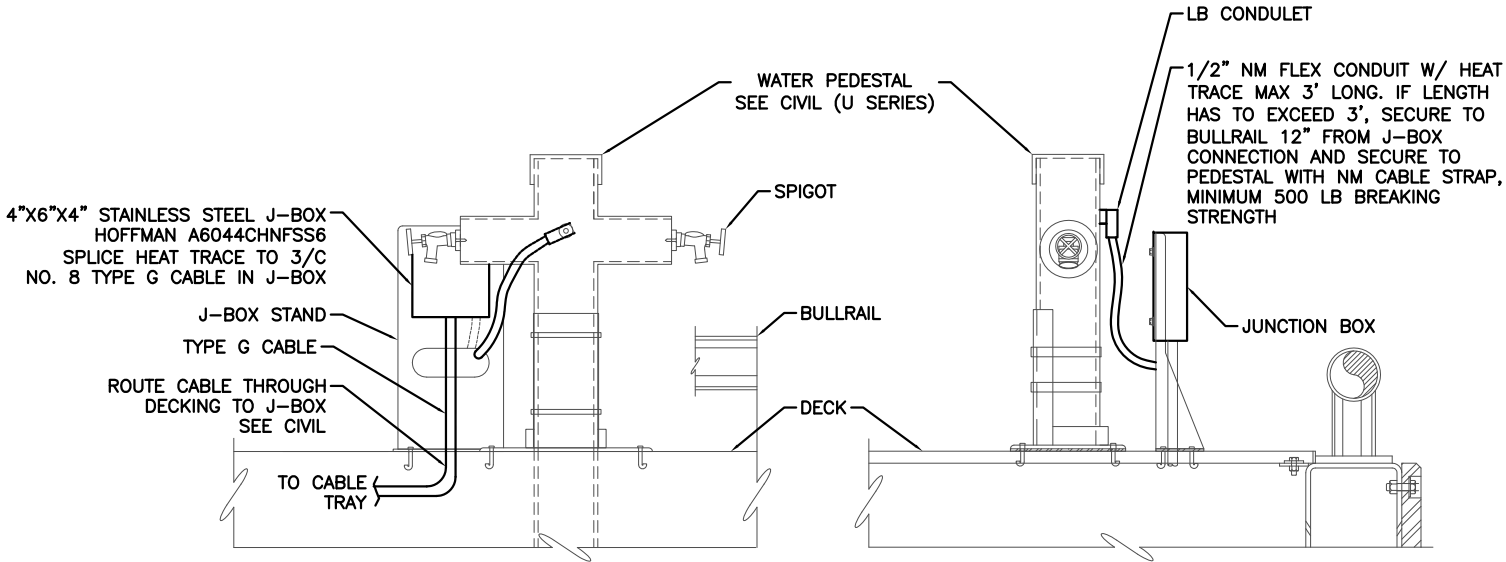 LB CONDULET
WATER PEDESTAL
SEE CIVIL (U SERIES)
1/2" NM FLEX CONDUIT W/ HEAT
TRACE MAX 3' LONG. IF LENGTH
HAS TO EXCEED 3', SECURE TO
BULLRAIL 12" FROM J-BOX
CONNECTION AND SECURE TO
PEDESTAL WITH NM CABLE STRAP,
MINIMUM 500 LB BREAKING
STRENGTH
SPIGOT
4"X6"X4" STAINLESS STEEL J-BOX
HOFFMAN A6044CHNFSS6
SPLICE HEAT TRACE TO 3/C
NO. 8 TYPE G CABLE IN J-BOX
J-BOX STAND
BULLRAIL
JUNCTION BOX
TYPE G CABLE
ROUTE CABLE THROUGH
DECKING TO J-BOX
SEE CIVIL
DECK
TO CABLE
TRAY